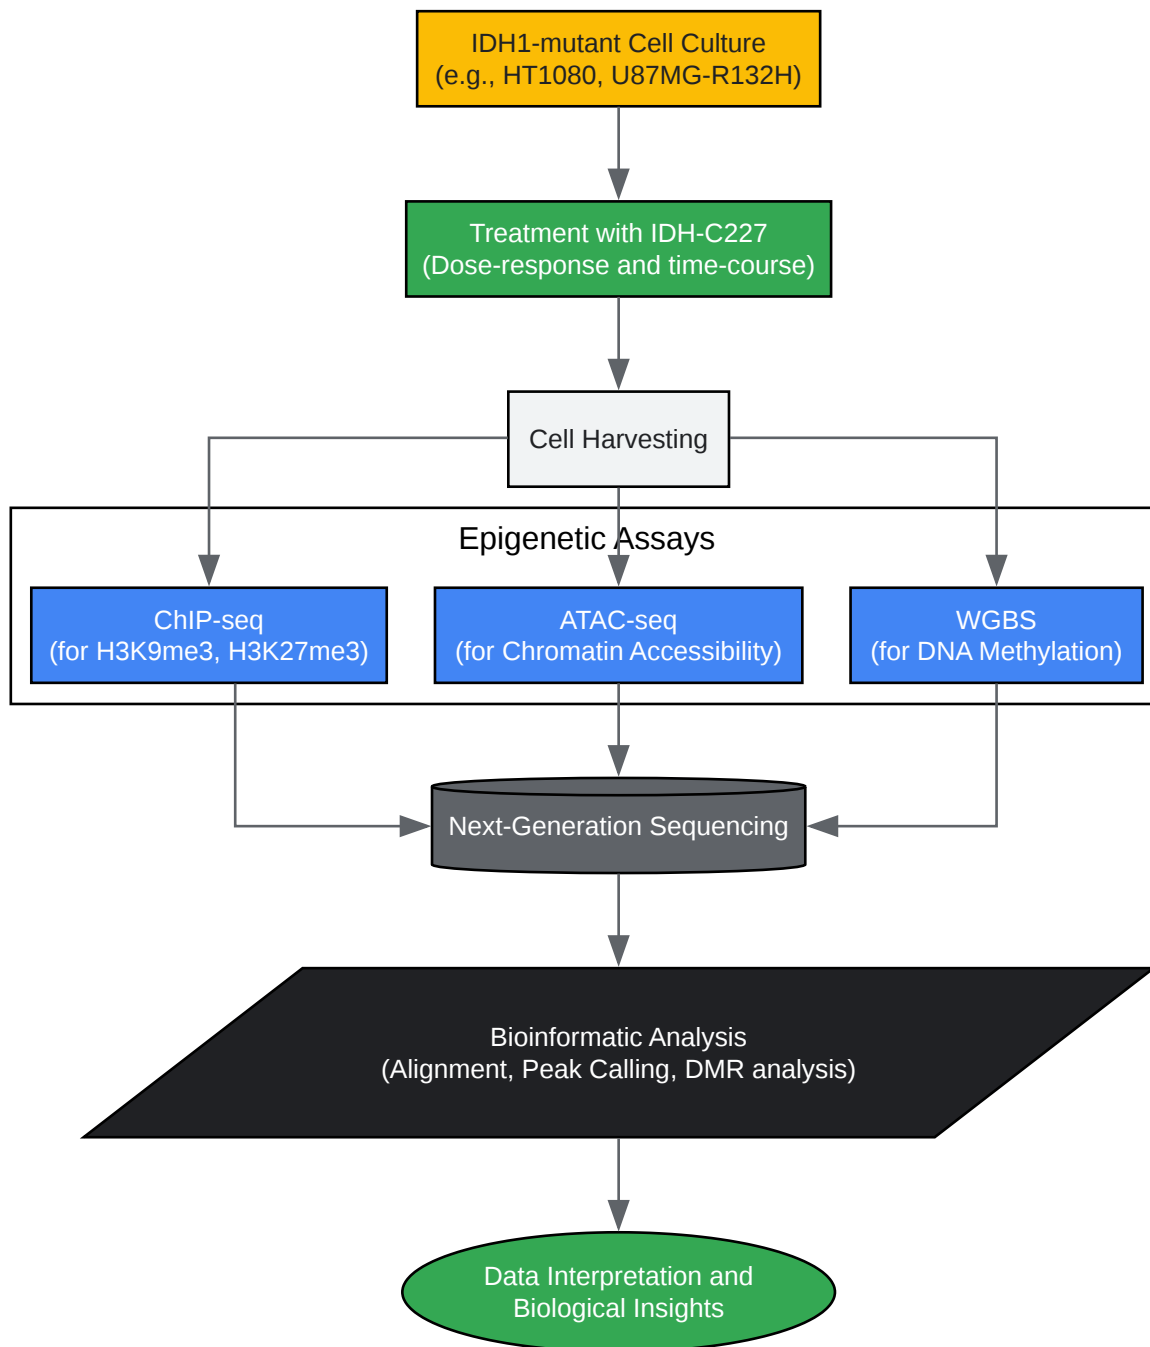 IDH1-mutant Cell Culture
(e.g., HT1080, U87MG-R132H)
Treatment with IDH-C227
(Dose-response and time-course)
Cell Harvesting
Epigenetic Assays
ChIP-seq
(for H3K9me3, H3K27me3)
ATAC-seq
(for Chromatin Accessibility)
WGBS
(for DNA Methylation)
Next-Generation Sequencing
Bioinformatic Analysis
(Alignment, Peak Calling, DMR analysis)
Data Interpretation and
Biological Insights